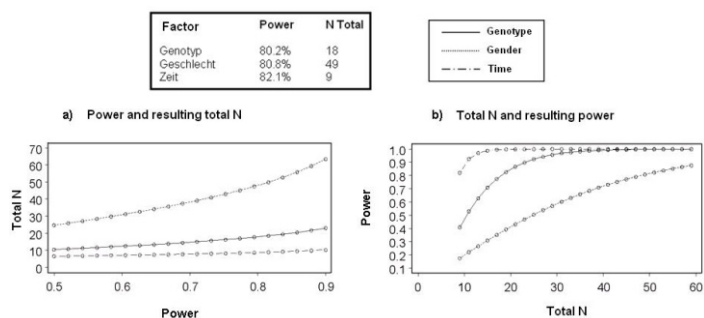 Factor Power N Total
Genotyp 80.2% 18
Geschlecht 80.8% 49
Zeit 82.1% 9
Genotype
Gender
Time
a) Power and resulting total N
70
60
50
40
30
20
10
0
Total N
0.5 0.6 0.7 0.8 0.9
Power
b) Total N and resulting power
1.0
0.9
0.8
0.7
0.6
0.5
0.4
0.3
0.2
0.1
Power
0 10 20 30 40 50 60
Total N